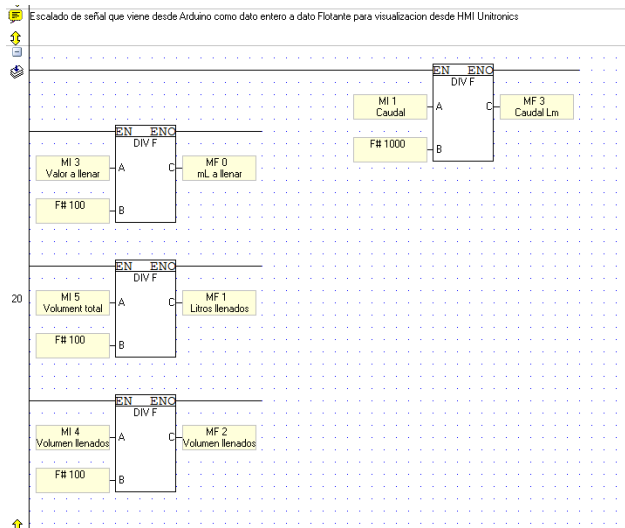 Escalado de señal que viene desde Arduino como dato entero a dato Flotante para visualizacion desde HMI Unitronics
EN ENO
DIV F
MI 1
Caudal
A
C
MF 3
Caudal Lm
F# 1000
B
EN ENO
DIV F
MI 3
Valor a llenar
A
C
MF 0
mL a llenar
F# 100
B
EN ENO
DIV F
20
MI 5
Volument total
A
C
MF 1
Litros llenados
F# 100
B
EN ENO
DIV F
MI 4
Volumen llenados
A
C
MF 2
Volumen llenados
F# 100
B